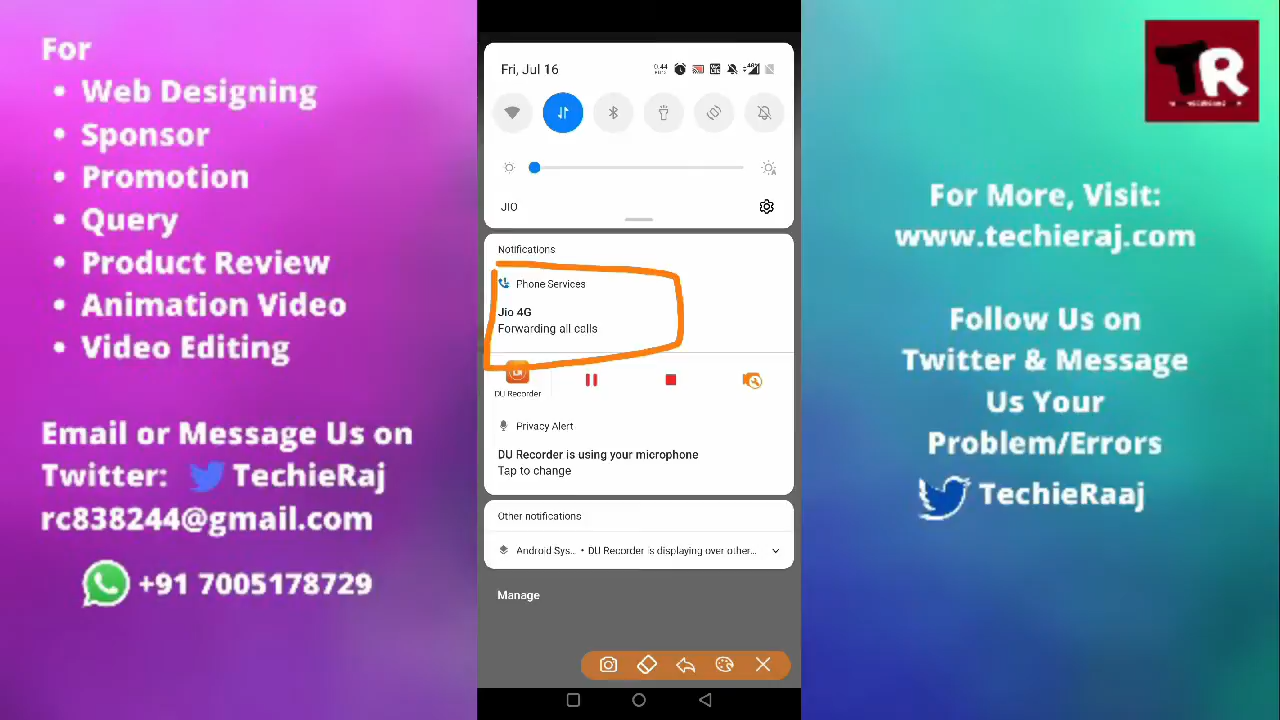 For
• Web Designing
• Sponsor
• Promotion
• Query
• Product Review
• Animation Video
• Video Editing
Email or Message Us on
Twitter: TechieRaj
rc838244@gmail.com
+91 7005178729
Fri, Jul 16
JIO
Notifications
Phone Services
Jio 4G
Forwarding all calls
DU Recorder
Privacy Alert
DU Recorder is using your microphone
Tap to change
Other notifications
Android Sys... • DU Recorder is displaying over other...
Manage
TR
For More, Visit:
www.techieraj.com
Follow Us on
Twitter & Message
Us Your
Problem/Errors
TechieRaaj